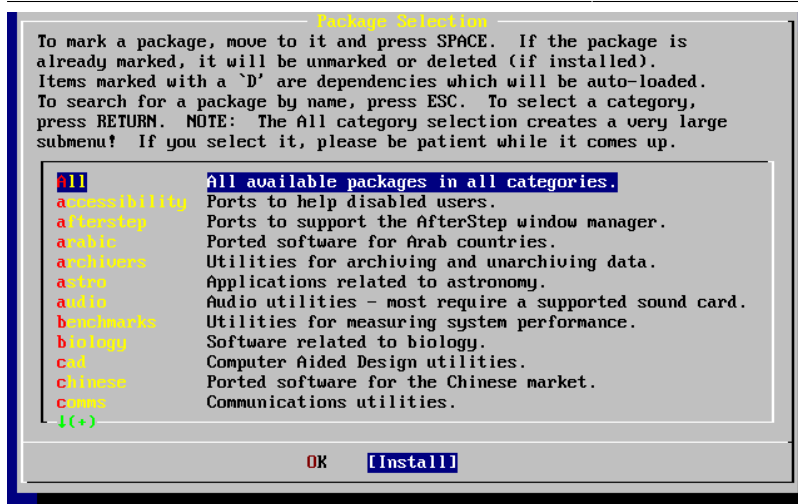 Package Selection
To mark a package, move to it and press SPACE.  If the package is
already marked, it will be unmarked or deleted (if installed).
Items marked with a `D' are dependencies which will be auto-loaded.
To search for a package by name, press ESC.  To select a category,
press RETURN.  NOTE:  The All category selection creates a very large
submenu!  If you select it, please be patient while it comes up.
All All available packages in all categories.
accessibility Ports to help disabled users.
afterstep Ports to support the AfterStep window manager.
arabic Ported software for Arab countries.
archivers Utilities for archiving and unarchiving data.
astro Applications related to astronomy.
audio Audio utilities - most require a supported sound card.
benchmarks Utilities for measuring system performance.
biology Software related to biology.
cad Computer Aided Design utilities.
chinese Ported software for the Chinese market.
comms Communications utilities.
↓(+)
OK [Install]